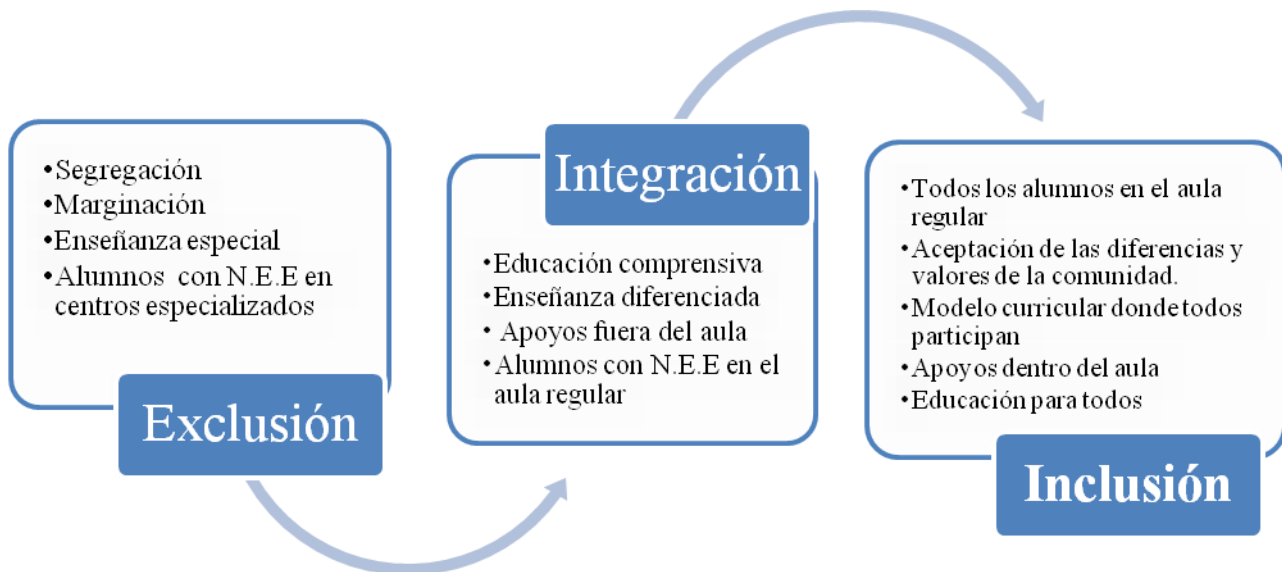 •Segregación
•Marginación
•Enseñanza especial
•Alumnos con N.E.E en
centros especializados
Exclusión
Integración
•Educación comprensiva
•Enseñanza diferenciada
• Apoyos fuera del aula
•Alumnos con N.E.E en el
aula regular
•Todos los alumnos en el aula
regular
•Aceptación de las diferencias y
valores de la comunidad.
•Modelo curricular donde todos
participan
•Apoyos dentro del aula
•Educación para todos
Inclusión